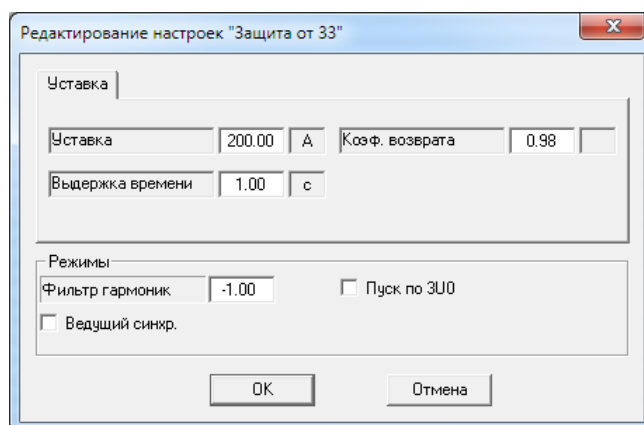 Редактирование настроек "Защита от ЗЗ"
Уставка
Уставка 200.00 А Коэф. возврата 0.98
Выдержка времени 1.00 с
Режимы
Фильтр гармоник -1.00 Пуск по 3U0
Ведущий синхр.
OK Отмена